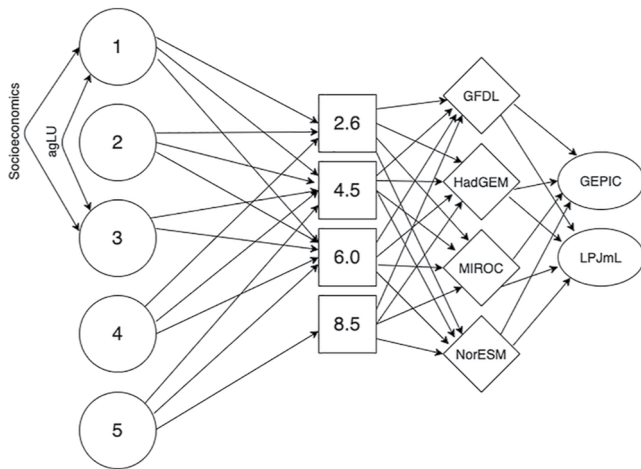 Socioeconomics
agLU
1
2
3
4
5
2.6
4.5
6.0
8.5
GFDL
HadGEM
MIROC
NorESM
GEPIC
LPJmL